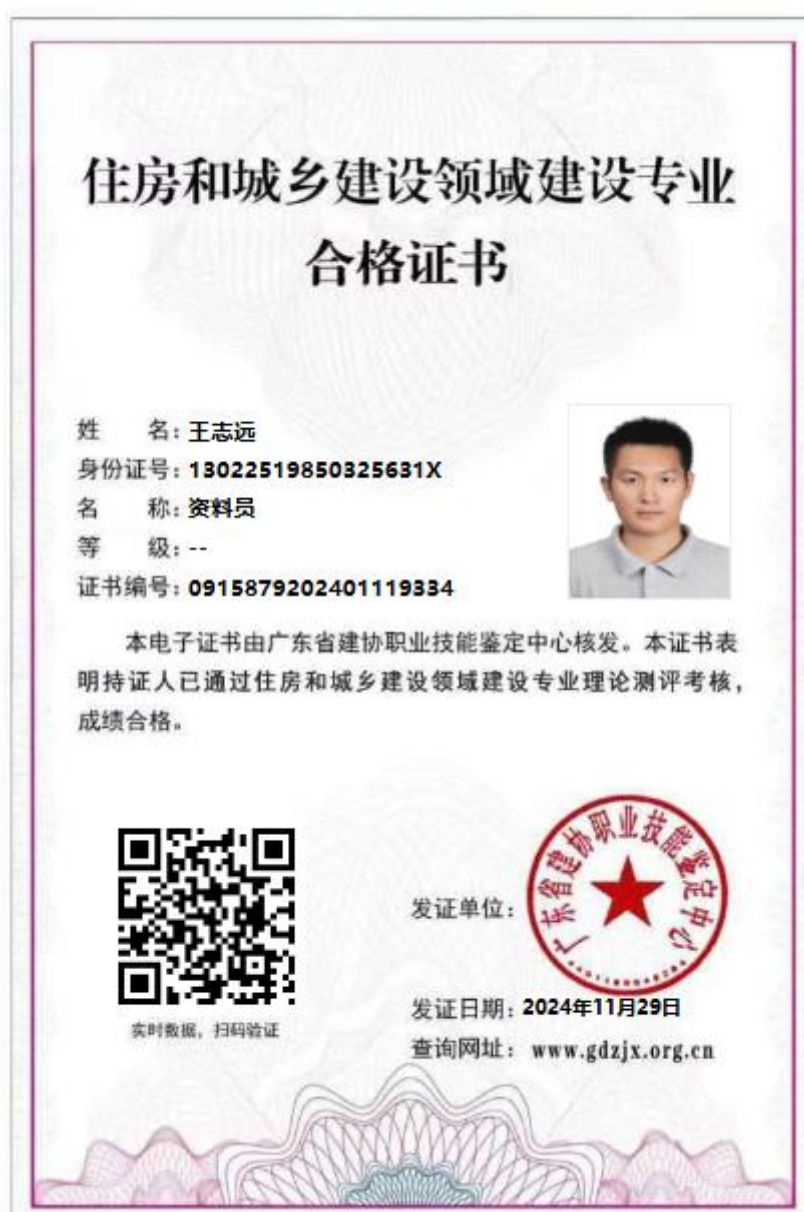 住房和城乡建设领域建设专业
合格证书
姓 名：王志远
身份证号：13022519850325631X
名 称：资料员
等 级：--
证书编号：0915879202401119334
本电子证书由广东省建协职业技能鉴定中心核发。本证书表
明持证人已通过住房和城乡建设领域建设专业理论测评考核，
成绩合格。
广东省建协职业技能鉴定中心
发证单位：
发证日期：2024年11月29日
实时数据，扫码验证
查询网址：www.gdzjx.org.cn